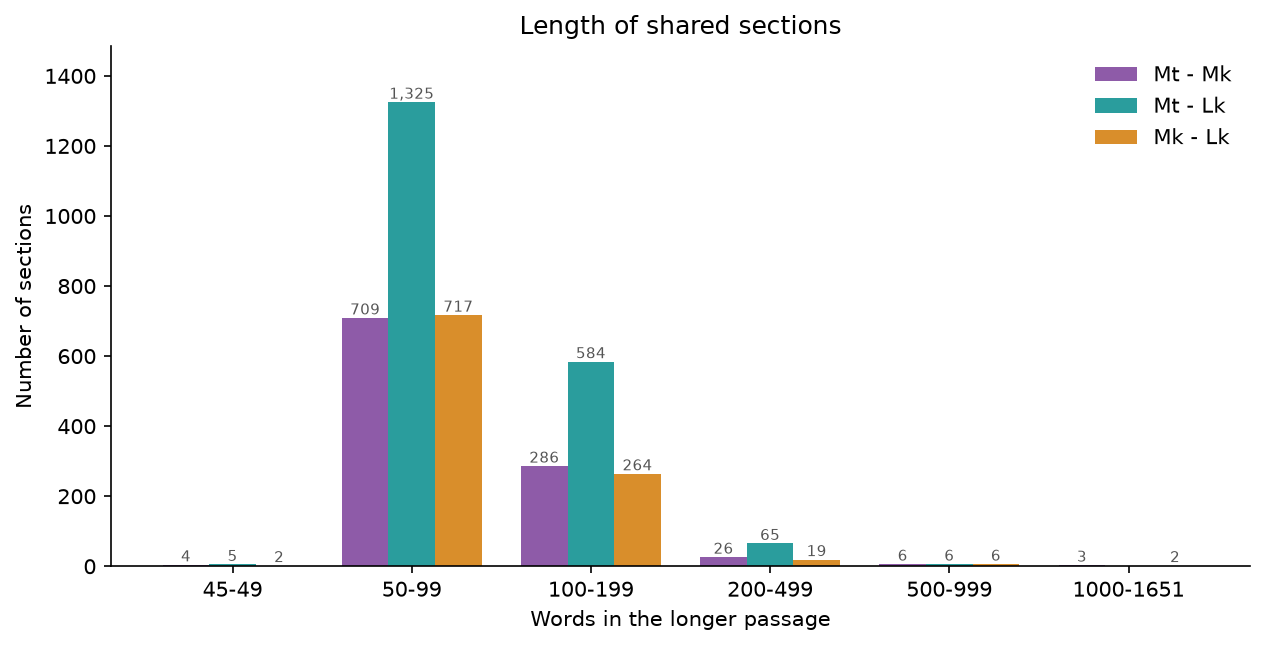 Length of shared sections
Mt - Mk
Mt - Lk
Mk - Lk
Number of sections
1400
1200
1000
800
600
400
200
0
4 5 2
709 1,325 717
286 584 264
26 65 19
6 6 6
3 2
45-49 50-99 100-199 200-499 500-999 1000-1651
Words in the longer passage